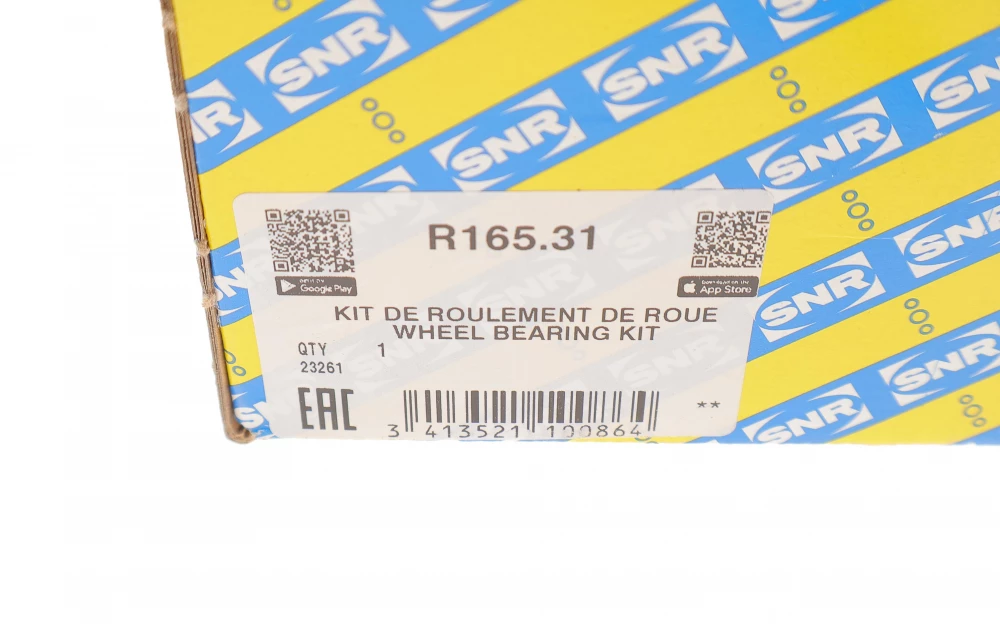 SNR
SNR
SNR
SNR
SNR
SNR
SNR
R165.31
Google Play
App Store
KIT DE ROULEMENT DE ROUE
WHEEL BEARING KIT
QTY 1
23261
EAC
3 413521 100864
**
SNR
SNR
SNR
SNR